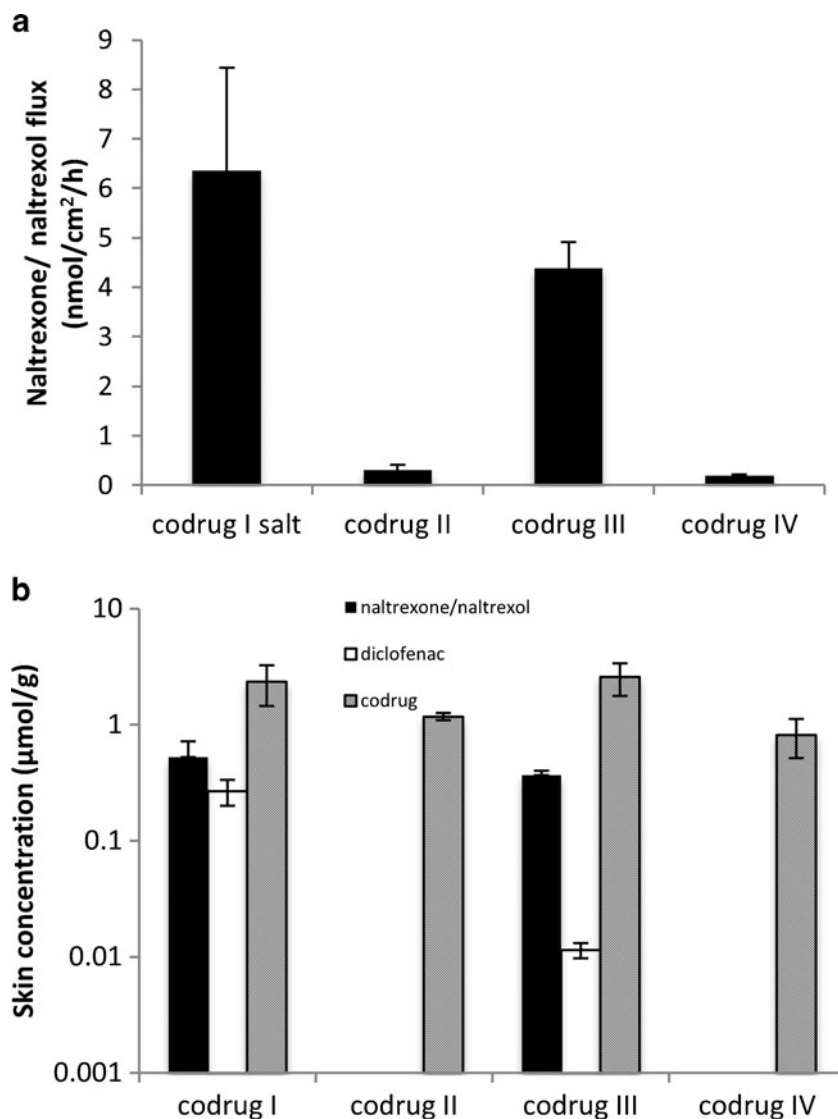 a
9
8
7
6
5
4
3
2
1
0
Naltrexone/ naltrexol flux
(nmol/cm²/h)
codrug I salt codrug II codrug III codrug IV
b
10
1
0.1
0.01
0.001
Skin concentration (µmol/g)
naltrexone/naltrexol
diclofenac
codrug
codrug I codrug II codrug III codrug IV